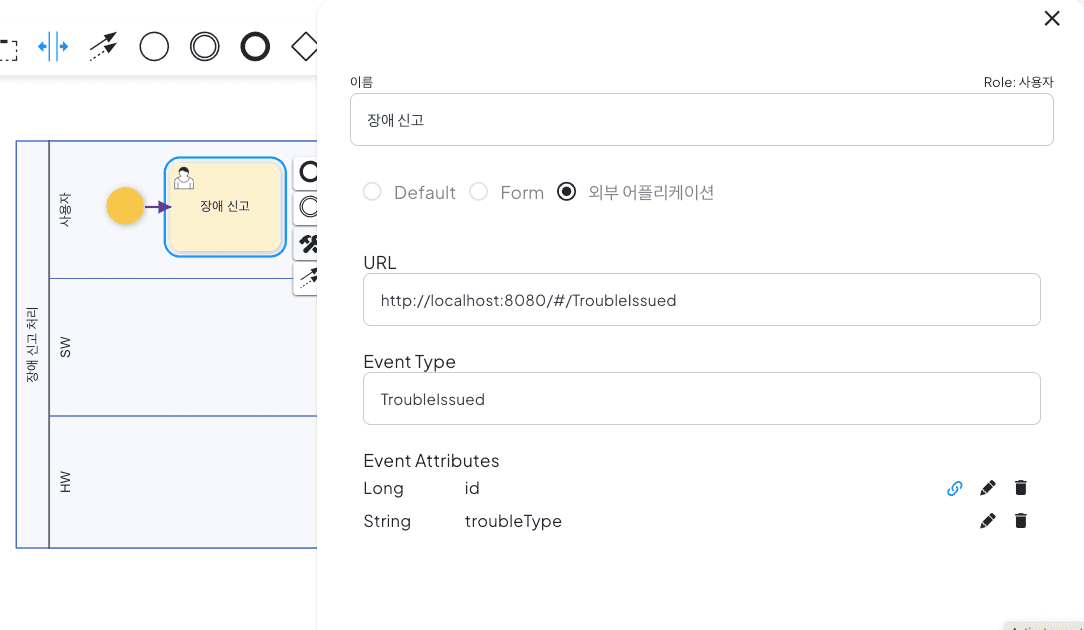 이름
Role: 사용자
장애 신고
Default
Form
외부 어플리케이션
URL
http://localhost:8080/#/TroubleIssued
Event Type
TroubleIssued
Event Attributes
Long id
String troubleType
장애 신고 처리
사용자
장애 신고
SW
HW